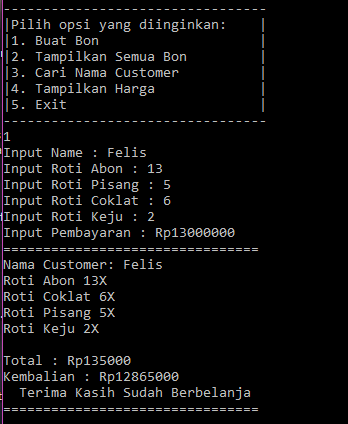 ---------------------------------
|Pilih opsi yang diinginkan:    |
|1. Buat Bon                    |
|2. Tampilkan Semua Bon         |
|3. Cari Nama Customer          |
|4. Tampilkan Harga             |
|5. Exit                        |
---------------------------------
1
Input Name : Felis
Input Roti Abon : 13
Input Roti Pisang : 5
Input Roti Coklat : 6
Input Roti Keju : 2
Input Pembayaran : Rp13000000
================================
Nama Customer: Felis
Roti Abon 13X
Roti Coklat 6X
Roti Pisang 5X
Roti Keju 2X

Total : Rp135000
Kembalian : Rp12865000
  Terima Kasih Sudah Berbelanja
================================